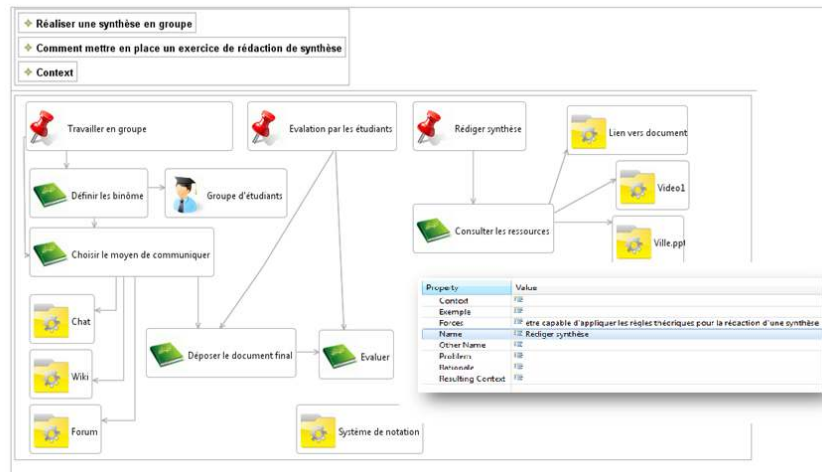 Réaliser une synthèse en groupe
Comment mettre en place un exercice de rédaction de synthèse
Context
Travailler en groupe
Evalation par les étudiants
Rédiger synthèse
Lien vers document
Définir les binôme
Groupe d'étudiants
Video1
Consulter les ressources
Ville.ppt
Choisir le moyen de communiquer
Chat
Déposer le document final
Evaluer
Wiki
Forum
Système de notation
Property Value
Context
Exemple
Forces etre capable d'appliquer les règles théoriques pour la rédaction d'une synthèse
Name Rédiger synthèse
Other Name
Problem
Rationale
Resulting Context